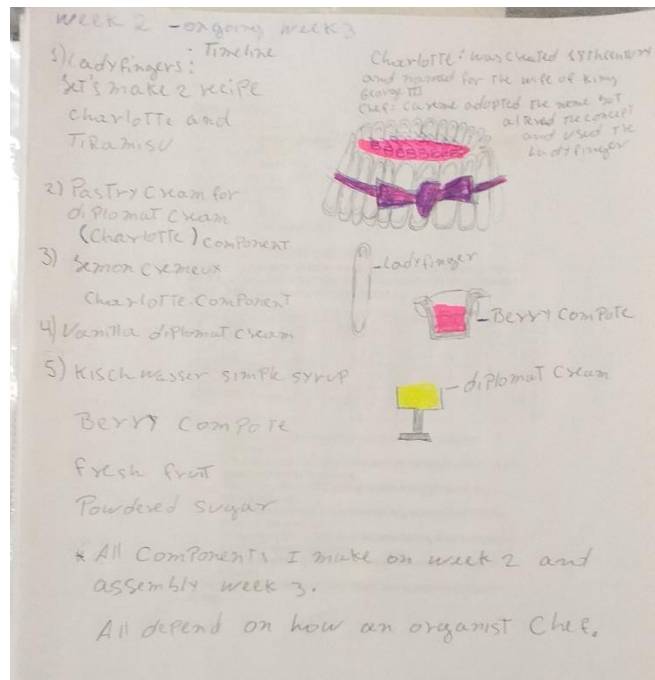 week 2 - ongoing week 3
· Timeline
1) Ladyfingers:
Let's make 2 recipe
Charlotte and
Tiramisu
2) Pastry Cream for
diplomat Cream
(Charlotte) component
3) Lemon Cremeux
Charlotte component
4) Vanilla diplomat Cream
5) Kischwasser simple syrup
Berry Compote
fresh fruit
Powdered sugar
* All Components I make on week 2 and
assembly week 3.
All depend on how an organist Chef.
Charlotte: was created 18th century
and named for the wife of King
George III
Chef: Careme adopted the name but
altered the concept
and used the
Ladyfinger
- Ladyfinger
- Berry Compote
- diplomat Cream